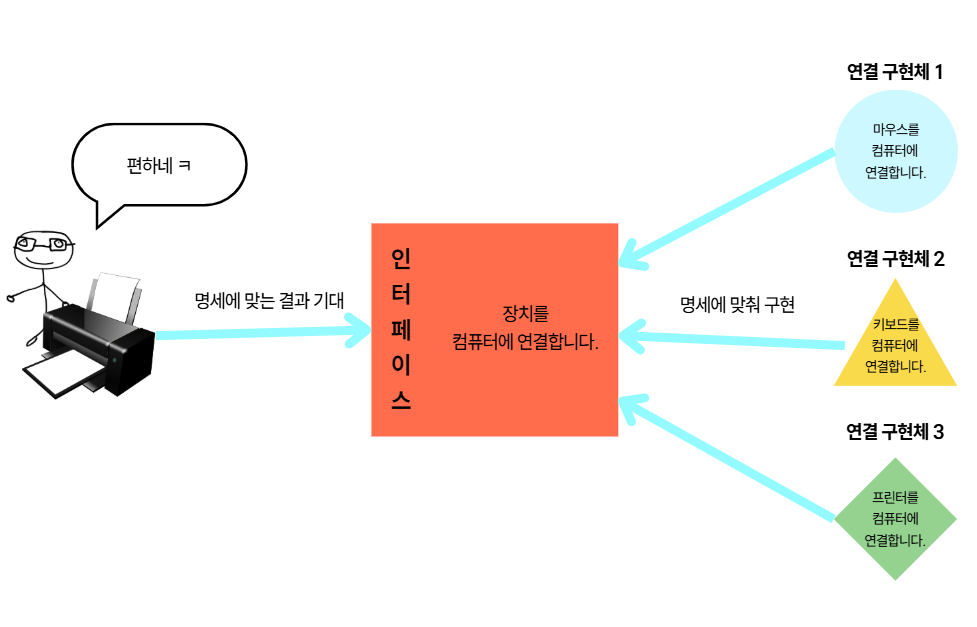 편하네 ㅋ
명세에 맞는 결과 기대
인
터
페
이
스
장치를
컴퓨터에 연결합니다.
명세에 맞춰 구현
연결 구현체 1
마우스를
컴퓨터에
연결합니다.
연결 구현체 2
키보드를
컴퓨터에
연결합니다.
연결 구현체 3
프린터를
컴퓨터에
연결합니다.